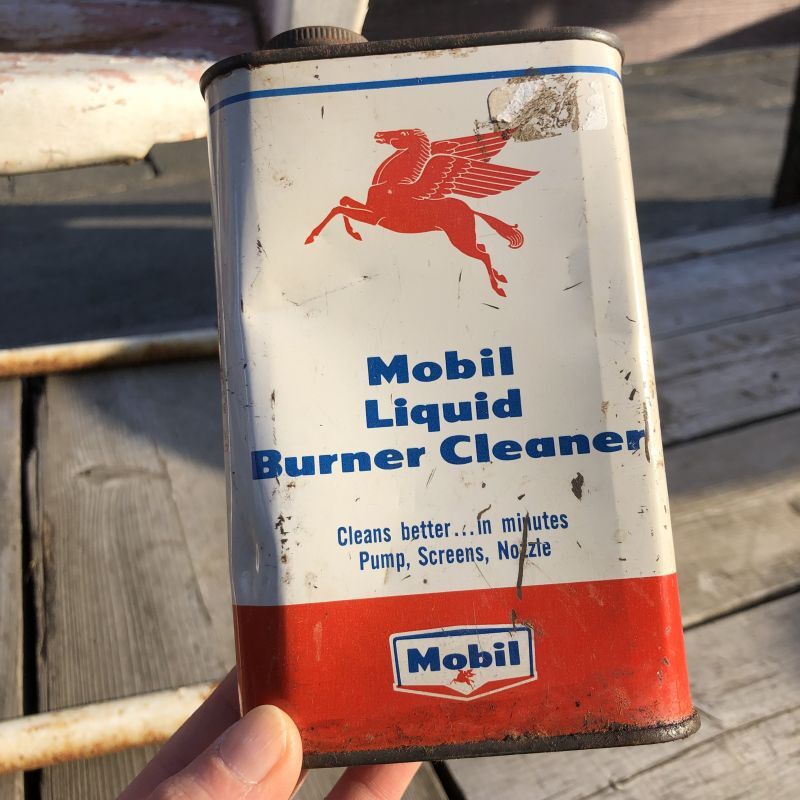 Mobil
Liquid
Burner Cleaner
Cleans better...in minutes
Pump, Screens, Nozzle
Mobil